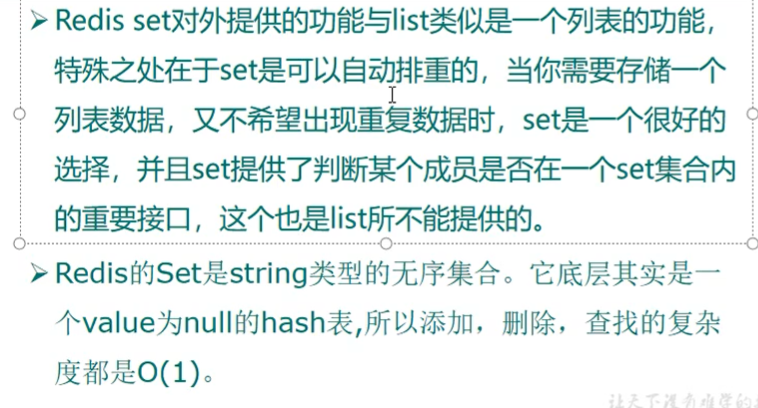 ➢Redis set对外提供的功能与list类似是一个列表的功能，
特殊之处在于set是可以自动排重的，当你需要存储一个
列表数据，又不希望出现重复数据时，set是一个很好的
选择，并且set提供了判断某个成员是否在一个set集合内
的重要接口，这个也是list所不能提供的。
➢Redis的Set是string类型的无序集合。它底层其实是一
个value为null的hash表,所以添加，删除，查找的复杂
度都是O(1)。
让天下没有难学的